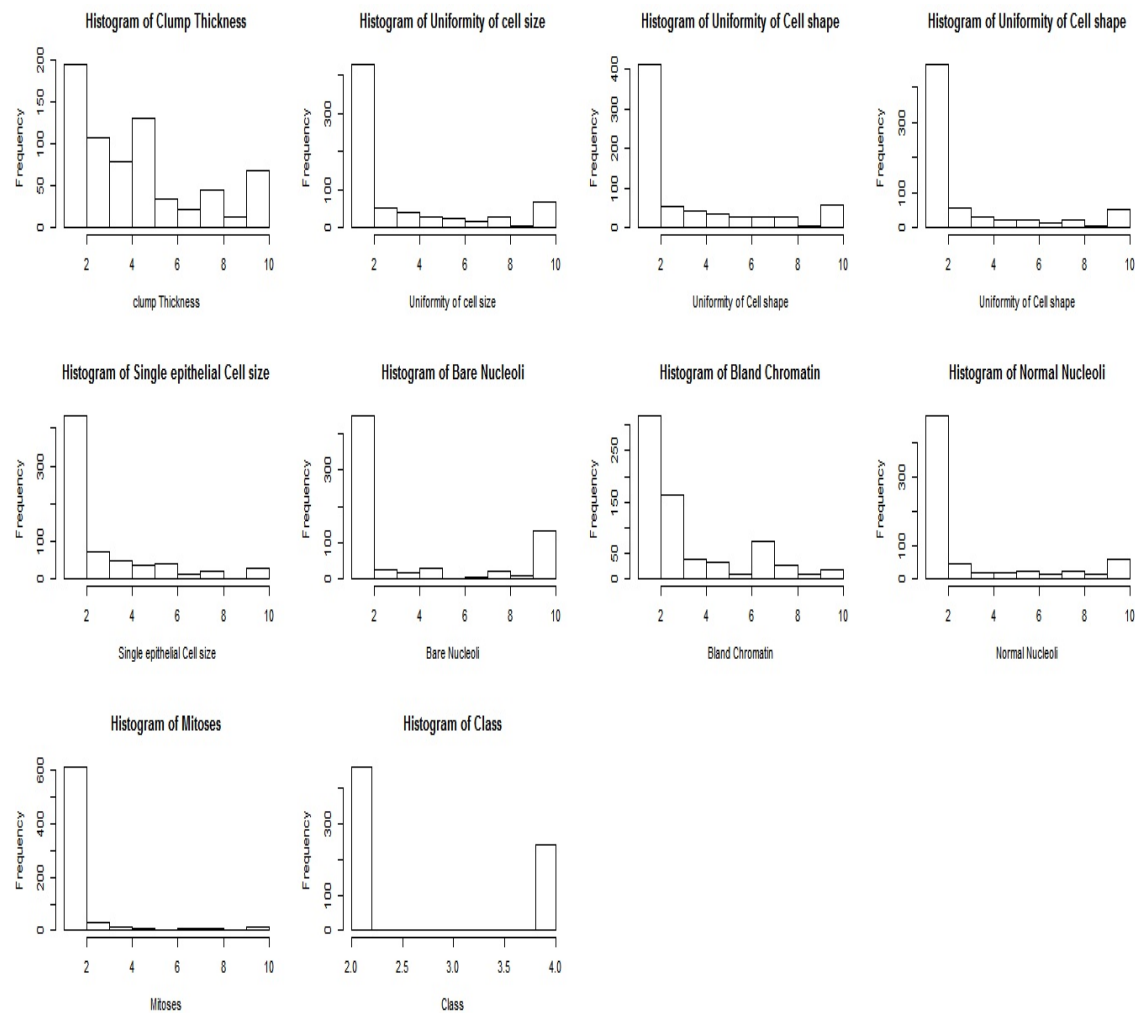 Histogram of Clump Thickness
Frequency
0 50 100 150 200
2 4 6 8 10
clump Thickness
Histogram of Uniformity of cell size
Frequency
0 100 300
2 4 6 8 10
Uniformity of cell size
Histogram of Uniformity of Cell shape
Frequency
0 100 200 300 400
2 4 6 8 10
Uniformity of Cell shape
Histogram of Uniformity of Cell shape
Frequency
0 100 300
2 4 6 8 10
Uniformity of Cell shape
Histogram of Single epithelial Cell size
Frequency
0 100 300
2 4 6 8 10
Single epithelial Cell size
Histogram of Bare Nucleoli
Frequency
0 100 300
2 4 6 8 10
Bare Nucleoli
Histogram of Bland Chromatin
Frequency
0 50 150 250
2 4 6 8 10
Bland Chromatin
Histogram of Normal Nucleoli
Frequency
0 100 300
2 4 6 8 10
Normal Nucleoli
Histogram of Mitoses
Frequency
0 200 400 600
2 4 6 8 10
Mitoses
Histogram of Class
Frequency
0 100 300
2.0 2.5 3.0 3.5 4.0
Class